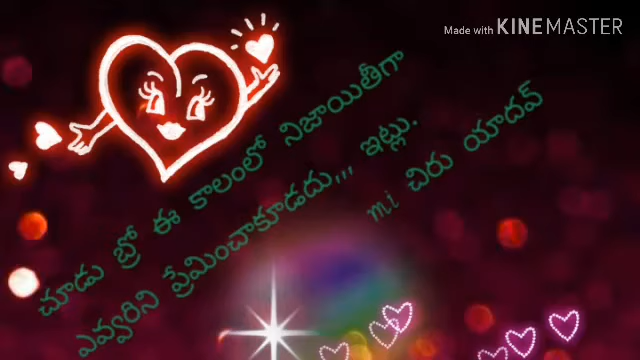 Made with KINEMASTER
చూడు బ్రో ఈ కాలంలో నిజాయితీగా
ఎవ్వరిని ప్రేమించాకూడదు,,, ఇట్లు.
mi చిరు యాదవ్